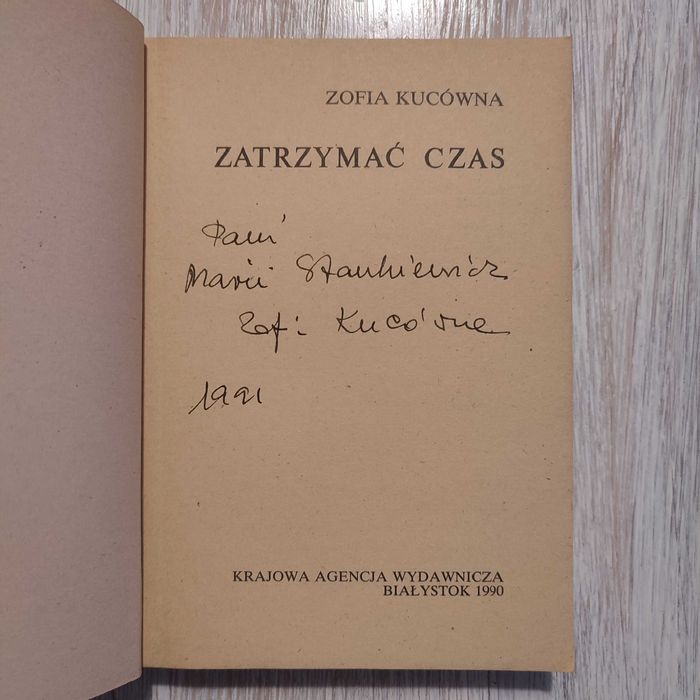 ZOFIA KUCÓWNA
ZATRZYMAĆ CZAS
Pani
Marii Stankiewicz
Zofia Kucówna
1991
KRAJOWA AGENCJA WYDAWNICZA
BIAŁYSTOK 1990